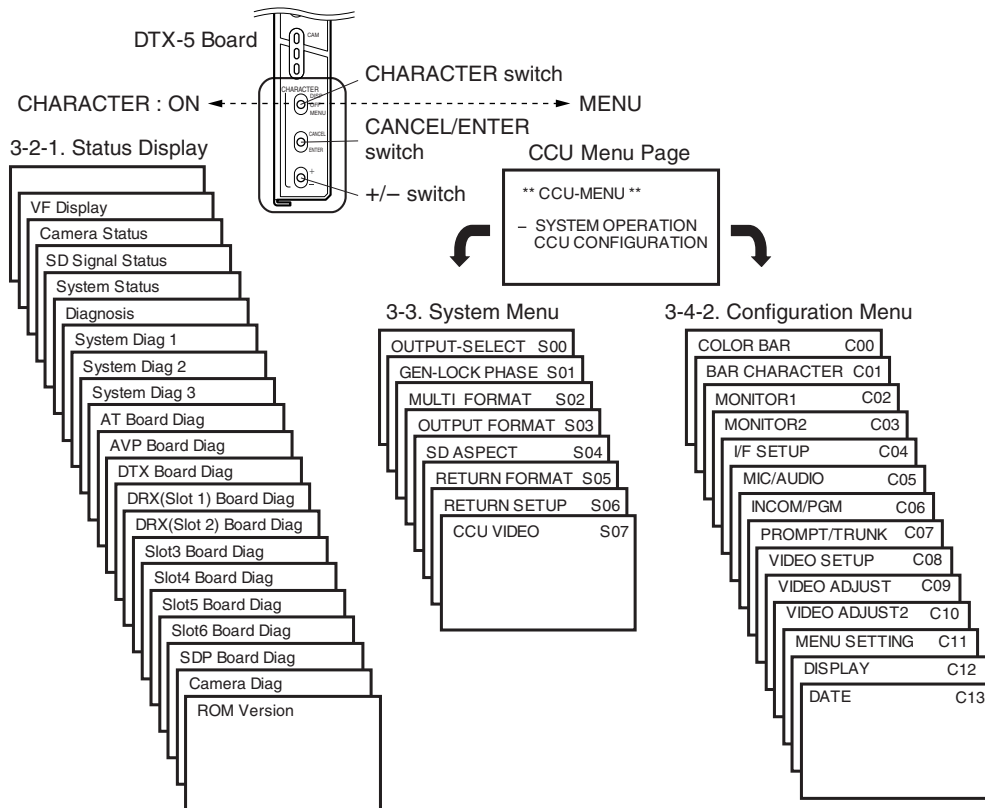 DTX-5 Board
CAM
CHARACTER
DISP
OFF
MENU
CANCEL
ENTER
+
–
CHARACTER switch
CHARACTER : ON
MENU
CANCEL/ENTER
switch
+/– switch
3-2-1. Status Display
VF Display
Camera Status
SD Signal Status
System Status
Diagnosis
System Diag 1
System Diag 2
System Diag 3
AT Board Diag
AVP Board Diag
DTX Board Diag
DRX(Slot 1) Board Diag
DRX(Slot 2) Board Diag
Slot3 Board Diag
Slot4 Board Diag
Slot5 Board Diag
Slot6 Board Diag
SDP Board Diag
Camera Diag
ROM Version
CCU Menu Page
** CCU-MENU **
– SYSTEM OPERATION
CCU CONFIGURATION
3-3. System Menu
OUTPUT-SELECT S00
GEN-LOCK PHASE S01
MULTI FORMAT S02
OUTPUT FORMAT S03
SD ASPECT S04
RETURN FORMAT S05
RETURN SETUP S06
CCU VIDEO S07
3-4-2. Configuration Menu
COLOR BAR C00
BAR CHARACTER C01
MONITOR1 C02
MONITOR2 C03
I/F SETUP C04
MIC/AUDIO C05
INCOM/PGM C06
PROMPT/TRUNK C07
VIDEO SETUP C08
VIDEO ADJUST C09
VIDEO ADJUST2 C10
MENU SETTING C11
DISPLAY C12
DATE C13